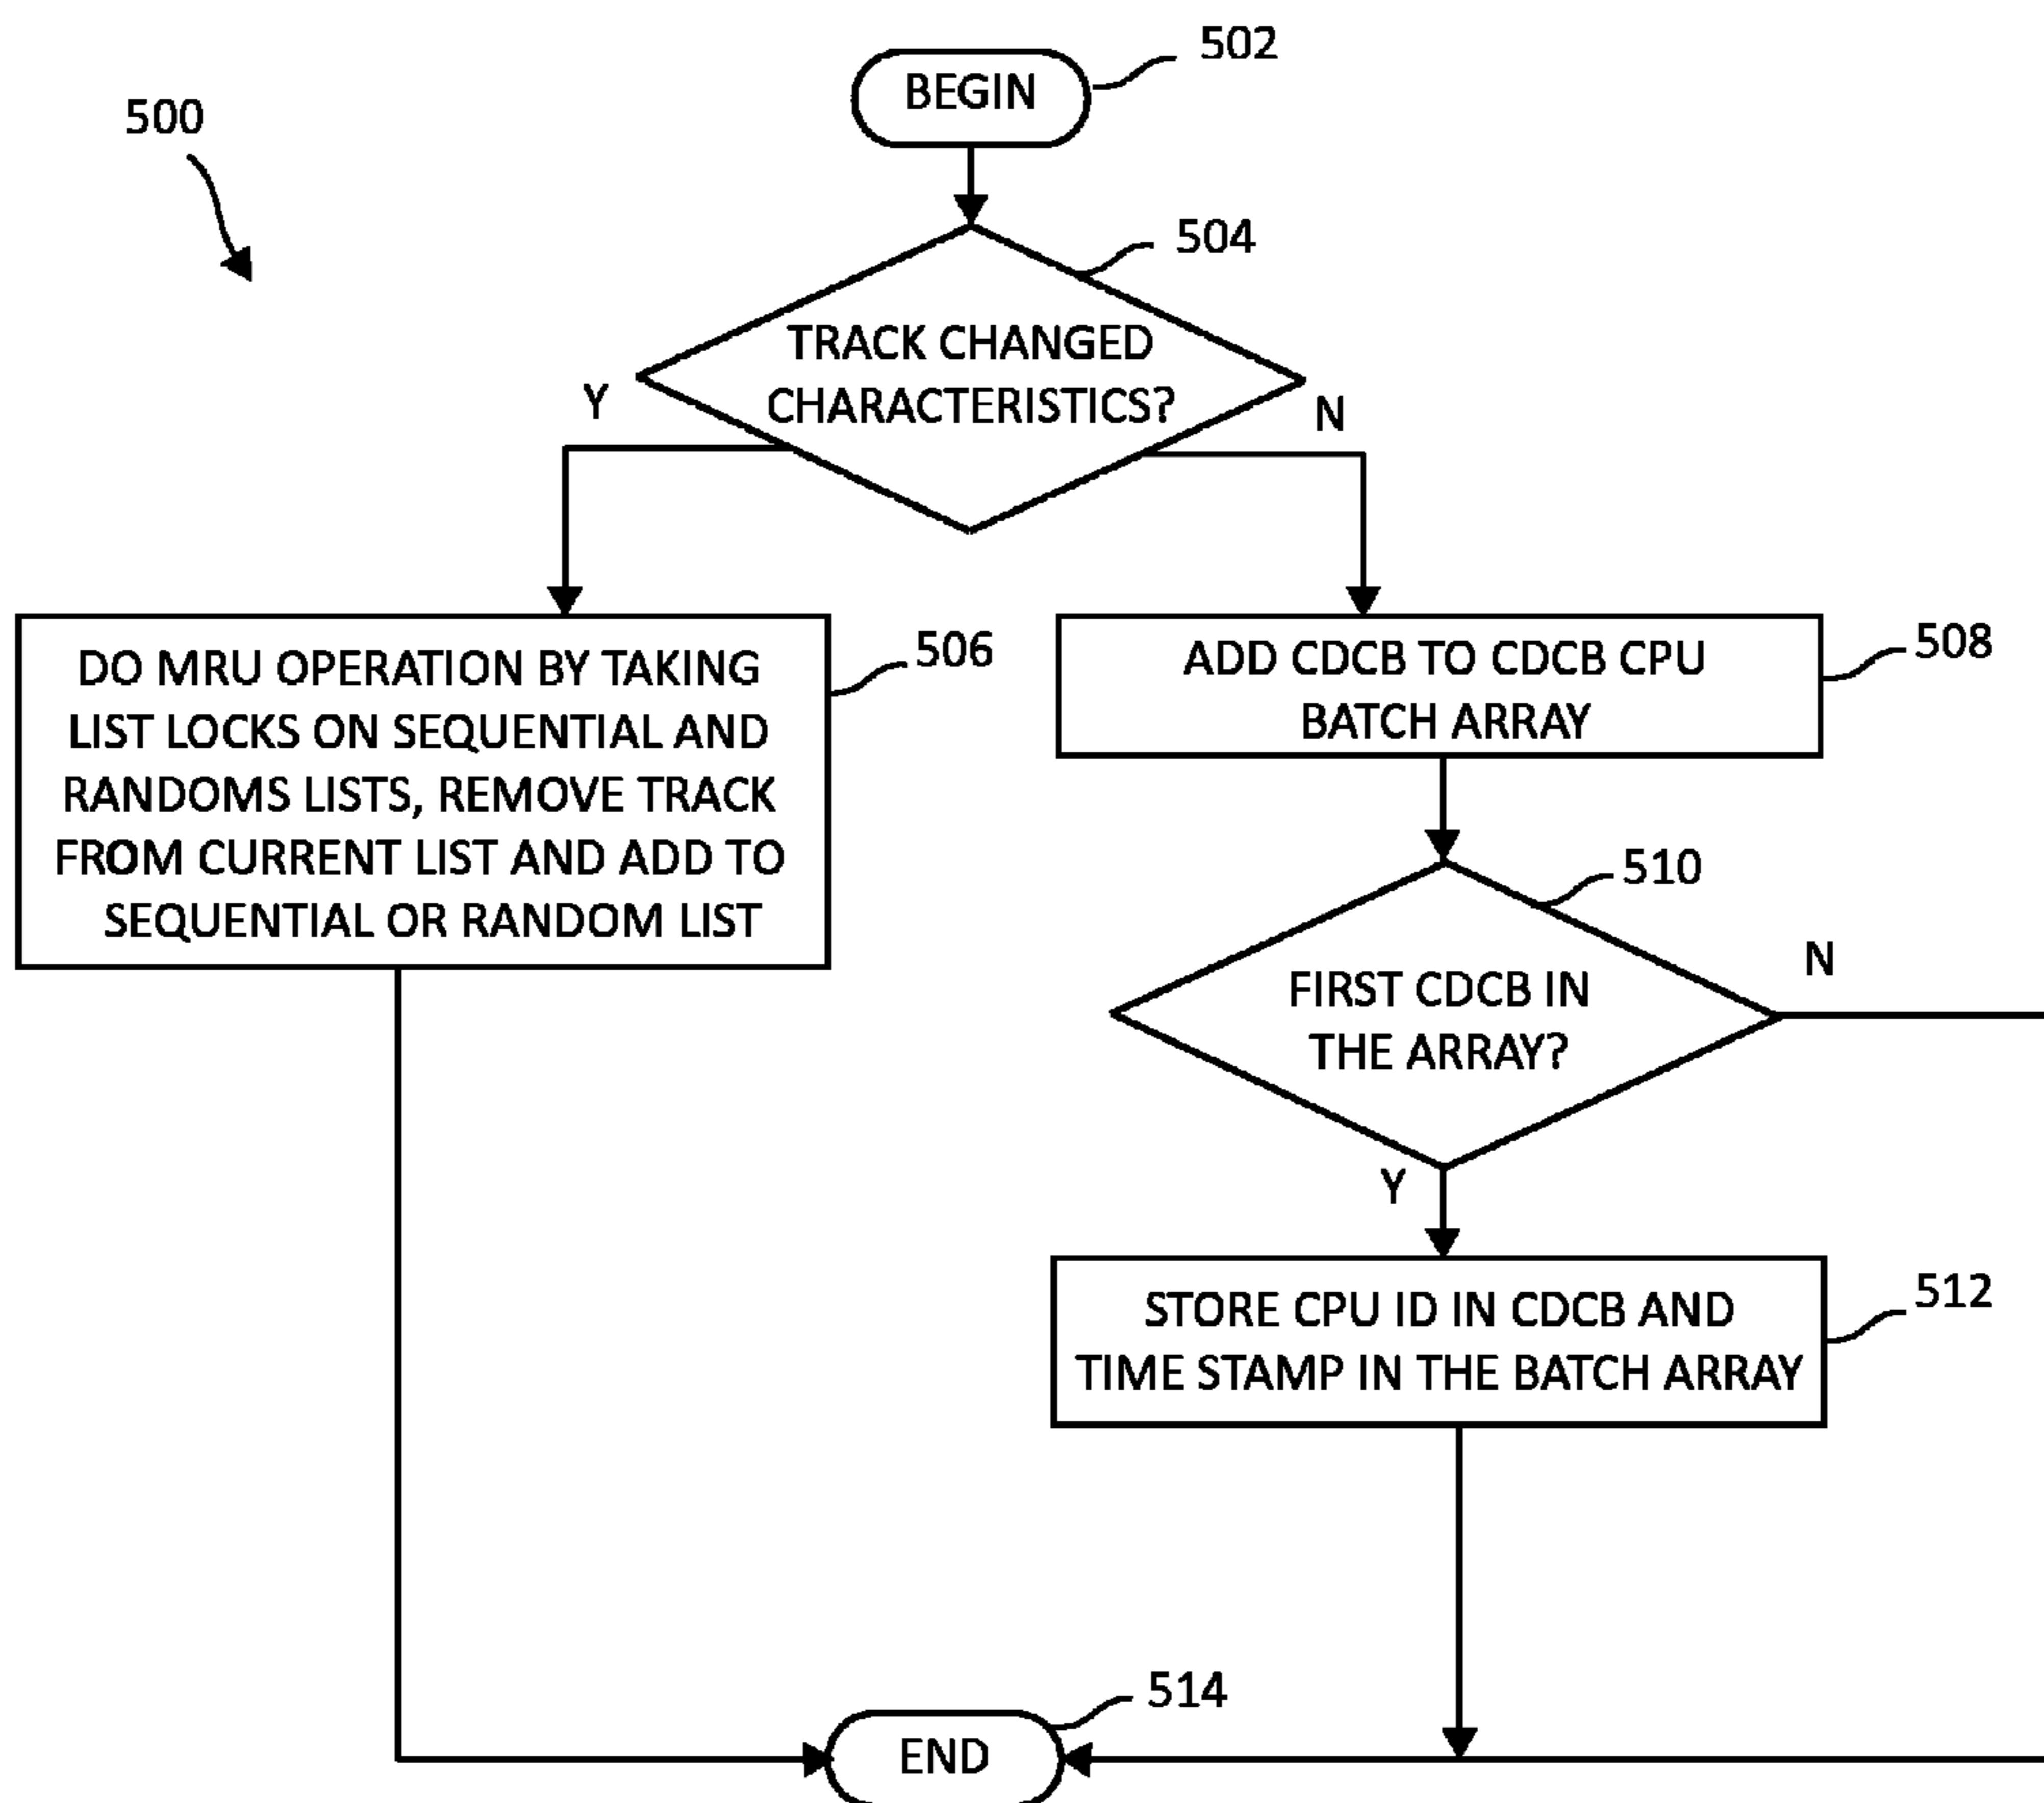 502
BEGIN
500
504
TRACK CHANGED
CHARACTERISTICS?
Y
N
DO MRU OPERATION BY TAKING
LIST LOCKS ON SEQUENTIAL AND
RANDOMS LISTS, REMOVE TRACK
FROM CURRENT LIST AND ADD TO
SEQUENTIAL OR RANDOM LIST
506
ADD CDCB TO CDCB CPU
BATCH ARRAY
508
510
FIRST CDCB IN
THE ARRAY?
N
Y
STORE CPU ID IN CDCB AND
TIME STAMP IN THE BATCH ARRAY
512
514
END